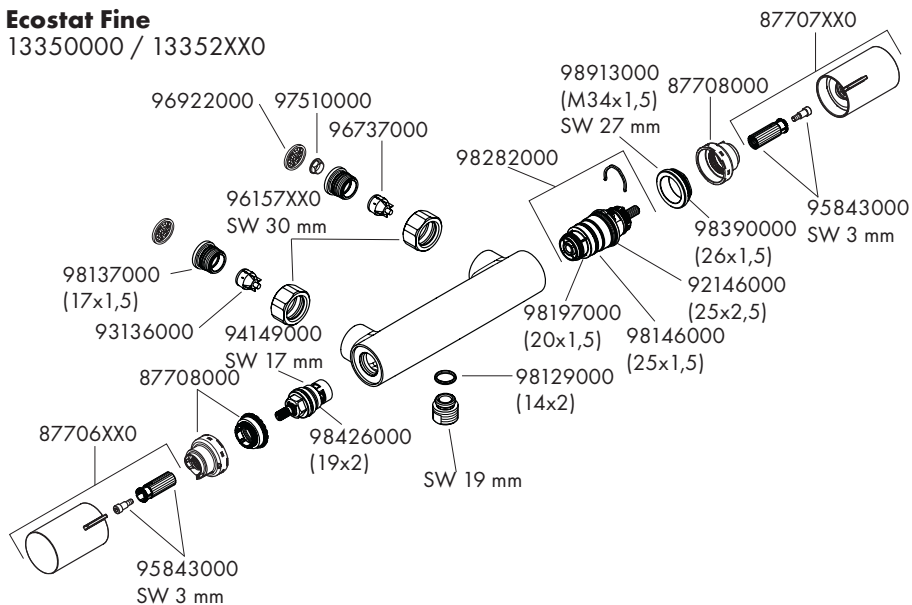 Ecostat Fine
13350000 / 13352XX0
87707XX0
98913000
(M34x1,5)
SW 27 mm
87708000
96922000
97510000
96737000
98282000
96157XX0
SW 30 mm
95843000
SW 3 mm
98390000
(26x1,5)
92146000
(25x2,5)
98137000
(17x1,5)
93136000
98197000
(20x1,5)
98146000
(25x1,5)
94149000
SW 17 mm
87708000
98129000
(14x2)
87706XX0
98426000
(19x2)
SW 19 mm
95843000
SW 3 mm